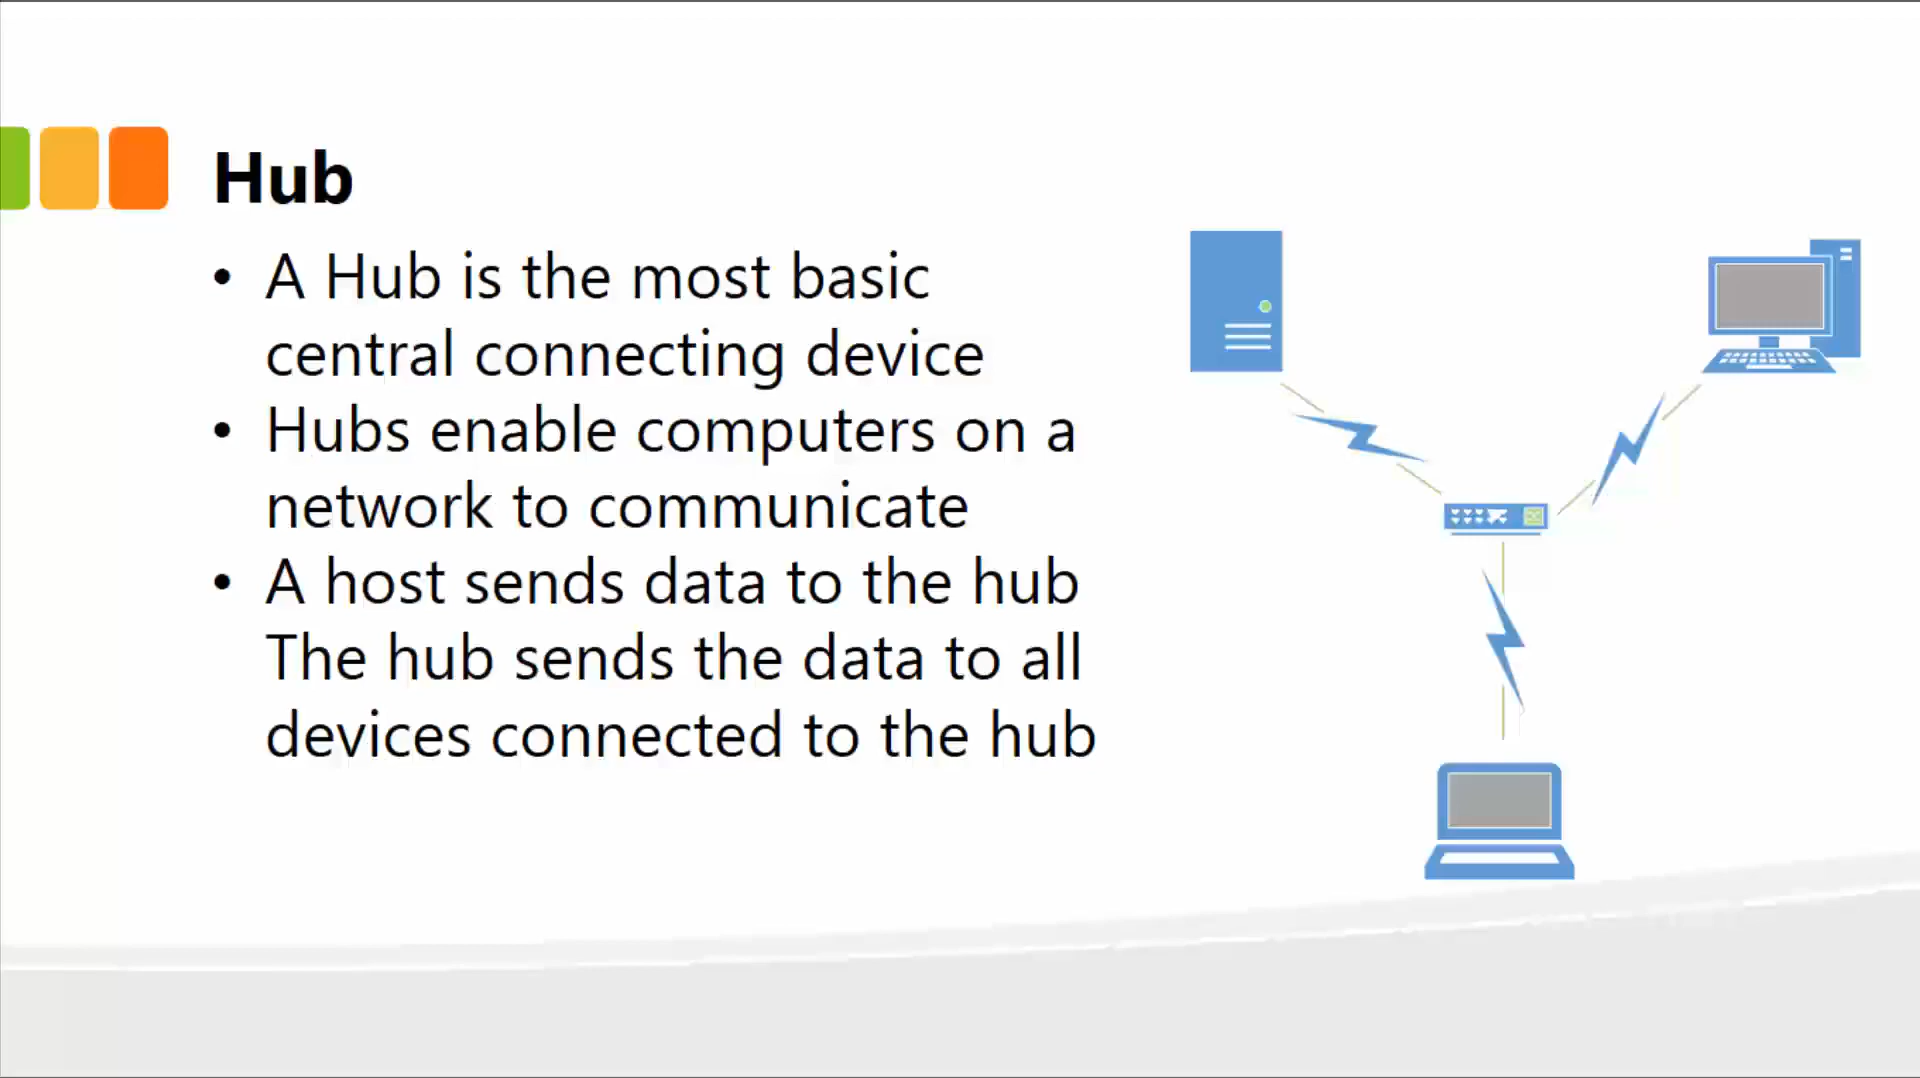 Hub
• A Hub is the most basic
central connecting device
• Hubs enable computers on a
network to communicate
• A host sends data to the hub
The hub sends the data to all
devices connected to the hub